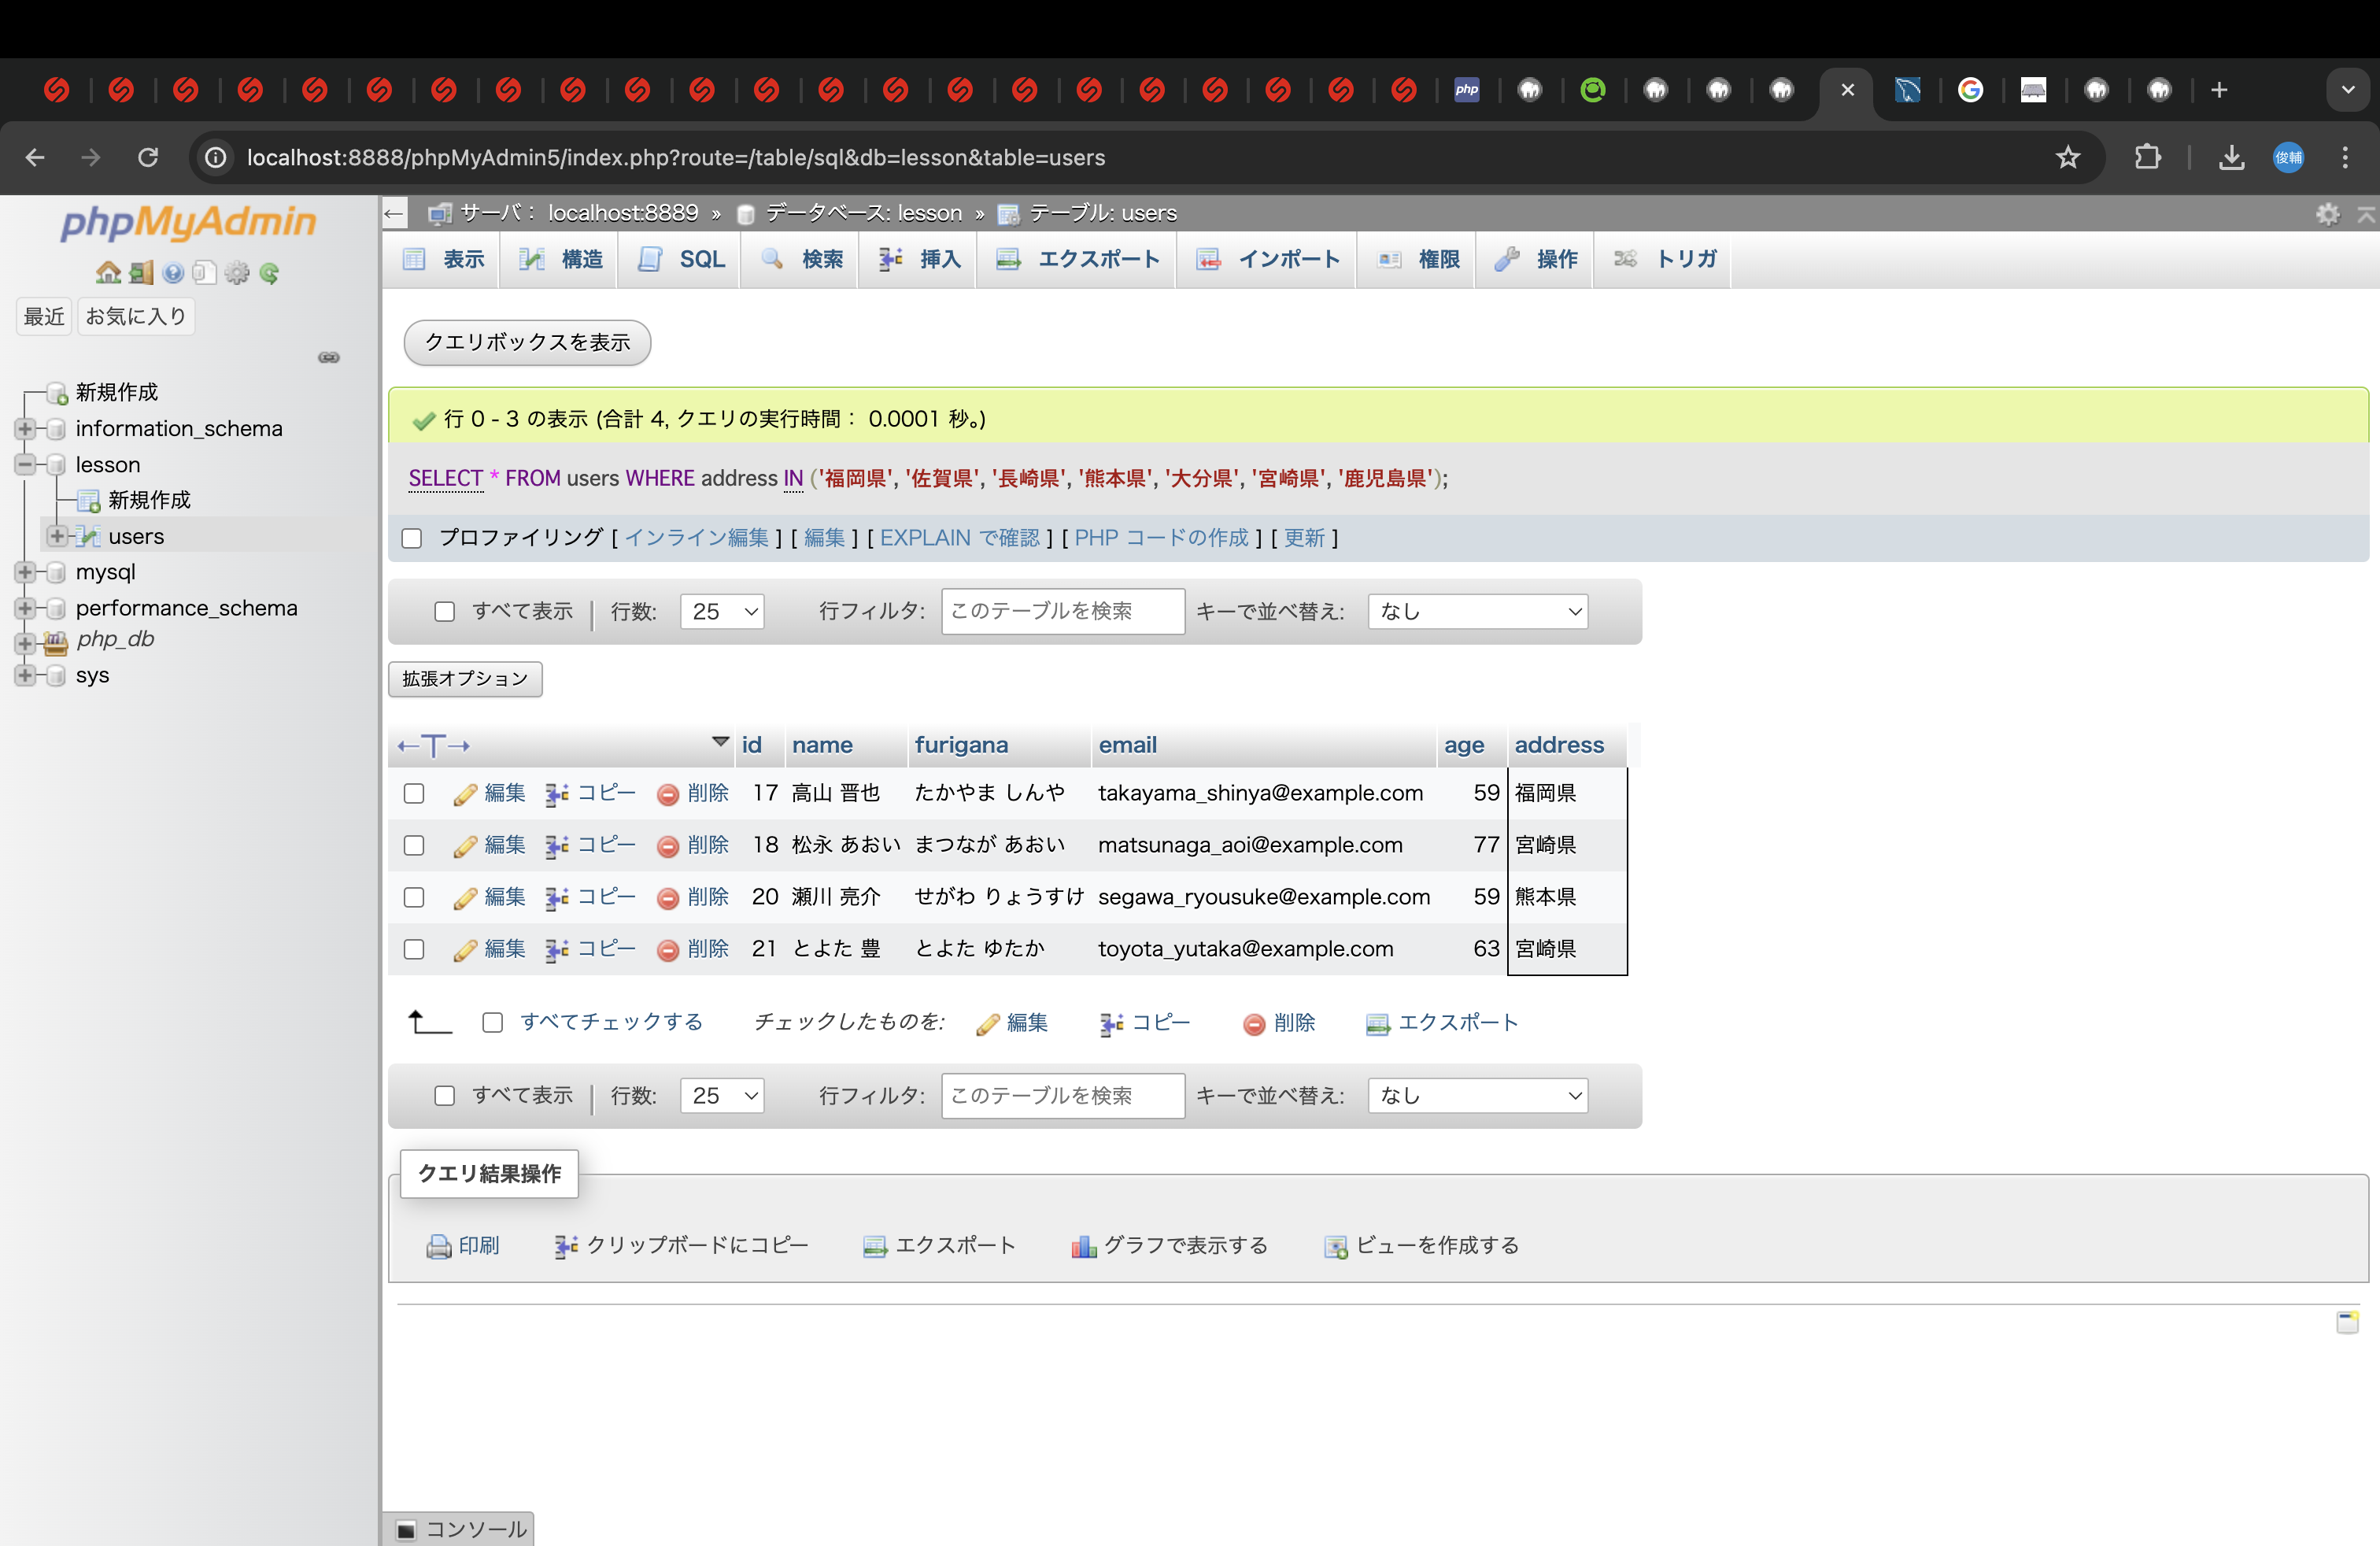 php
localhost:8888/phpMyAdmin5/index.php?route=/table/sql&db=lesson&table=users
俊輔
phpMyAdmin
最近 お気に入り
新規作成
information_schema
lesson
新規作成
users
mysql
performance_schema
php_db
sys
サーバ： localhost:8889 » データベース: lesson » テーブル: users
表示 構造 SQL 検索 挿入 エクスポート インポート 権限 操作 トリガ
クエリボックスを表示
行 0 - 3 の表示 (合計 4, クエリの実行時間： 0.0001 秒。)
SELECT * FROM users WHERE address IN ('福岡県', '佐賀県', '長崎県', '熊本県', '大分県', '宮崎県', '鹿児島県');
プロファイリング [ インライン編集 ] [ 編集 ] [ EXPLAIN で確認 ] [ PHP コードの作成 ] [ 更新 ]
すべて表示 | 行数: 25 行フィルタ: このテーブルを検索 キーで並べ替え: なし
拡張オプション
←T→ id name furigana email age address
編集 コピー 削除 17 高山 晋也 たかやま しんや takayama_shinya@example.com 59 福岡県
編集 コピー 削除 18 松永 あおい まつなが あおい matsunaga_aoi@example.com 77 宮崎県
編集 コピー 削除 20 瀬川 亮介 せがわ りょうすけ segawa_ryousuke@example.com 59 熊本県
編集 コピー 削除 21 とよた 豊 とよた ゆたか toyota_yutaka@example.com 63 宮崎県
すべてチェックする チェックしたものを: 編集 コピー 削除 エクスポート
すべて表示 | 行数: 25 行フィルタ: このテーブルを検索 キーで並べ替え: なし
クエリ結果操作
印刷 クリップボードにコピー エクスポート グラフで表示する ビューを作成する
コンソール